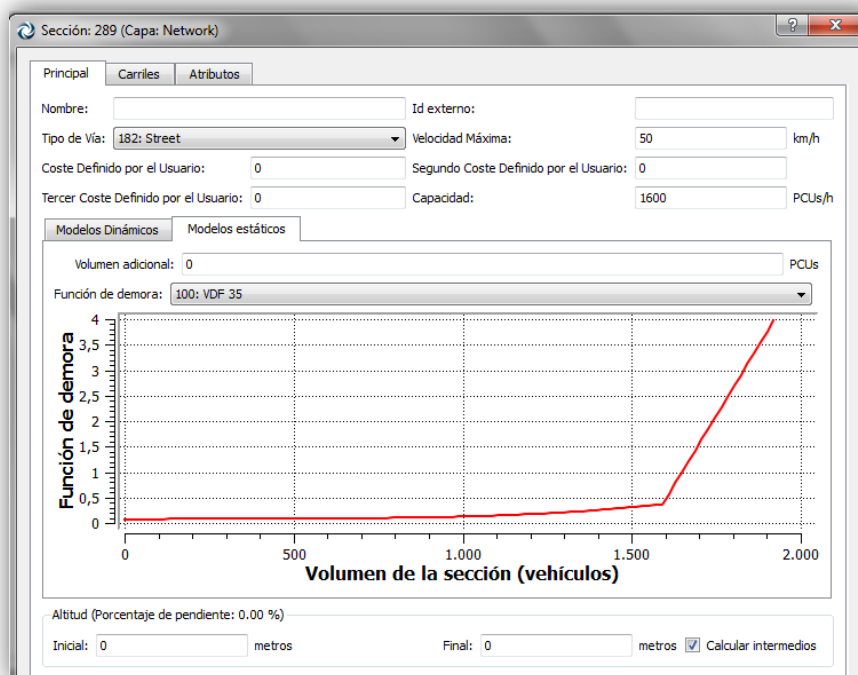 Sección: 289 (Capa: Network)
Principal Carriles Atributos
Nombre: Id externo:
Tipo de Vía: 182: Street Velocidad Máxima: 50 km/h
Coste Definido por el Usuario: 0 Segundo Coste Definido por el Usuario: 0
Tercer Coste Definido por el Usuario: 0 Capacidad: 1600 PCUs/h
Modelos Dinámicos Modelos estáticos
Volumen adicional: 0 PCUs
Función de demora: 100: VDF 35
Función de demora
4
3,5
3
2,5
2
1,5
1
0,5
0
0 500 1.000 1.500 2.000
Volumen de la sección (vehículos)
Altitud (Porcentaje de pendiente: 0.00 %)
Inicial: 0 metros Final: 0 metros Calcular intermedios